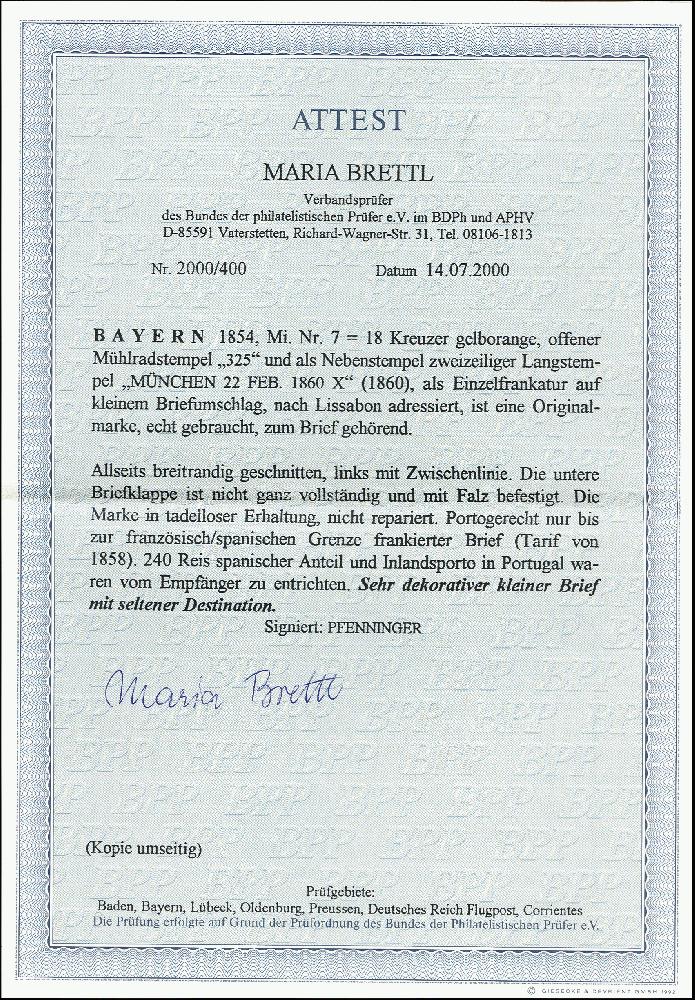 ATTEST
MARIA BRETTL
Verbandsprüfer
des Bundes der philatelistischen Prüfer e.V. im BDPh und APHV
D-85591 Vaterstetten, Richard-Wagner-Str. 31, Tel. 08106-1813
Nr. 2000/400 Datum 14.07.2000
BAYERN 1854, Mi. Nr. 7 = 18 Kreuzer gelborange, offener
Mühlradstempel „325“ und als Nebenstempel zweizeiliger Langstem-
pel „MÜNCHEN 22 FEB. 1860 X“ (1860), als Einzelfrankatur auf
kleinem Briefumschlag, nach Lissabon adressiert, ist eine Original-
marke, echt gebraucht, zum Brief gehörend.
Allseits breitrandig geschnitten, links mit Zwischenlinie. Die untere
Briefklappe ist nicht ganz vollständig und mit Falz befestigt. Die
Marke in tadelloser Erhaltung, nicht repariert. Portogerecht nur bis
zur französisch/spanischen Grenze frankierter Brief (Tarif von
1858). 240 Reis spanischer Anteil und Inlandsporto in Portugal wa-
ren vom Empfänger zu entrichten. Sehr dekorativer kleiner Brief
mit seltener Destination.
Signiert: PFENNINGER
Maria Brettl
(Kopie umseitig)
Prüfgebiete:
Baden, Bayern, Lübeck, Oldenburg, Preussen, Deutsches Reich Flugpost, Corrientes
Die Prüfung erfolgte auf Grund der Prüfordnung des Bundes der Philatelistischen Prüfer e.V.
© GIESECKE & DEVRIENT GMBH 1992